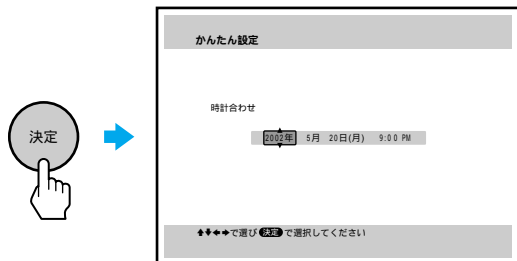 かんたん設定
時計合わせ
決定
2002年 5月 20日(月) 9:00 PM
↑↓←→で選び 決定 で選択してください